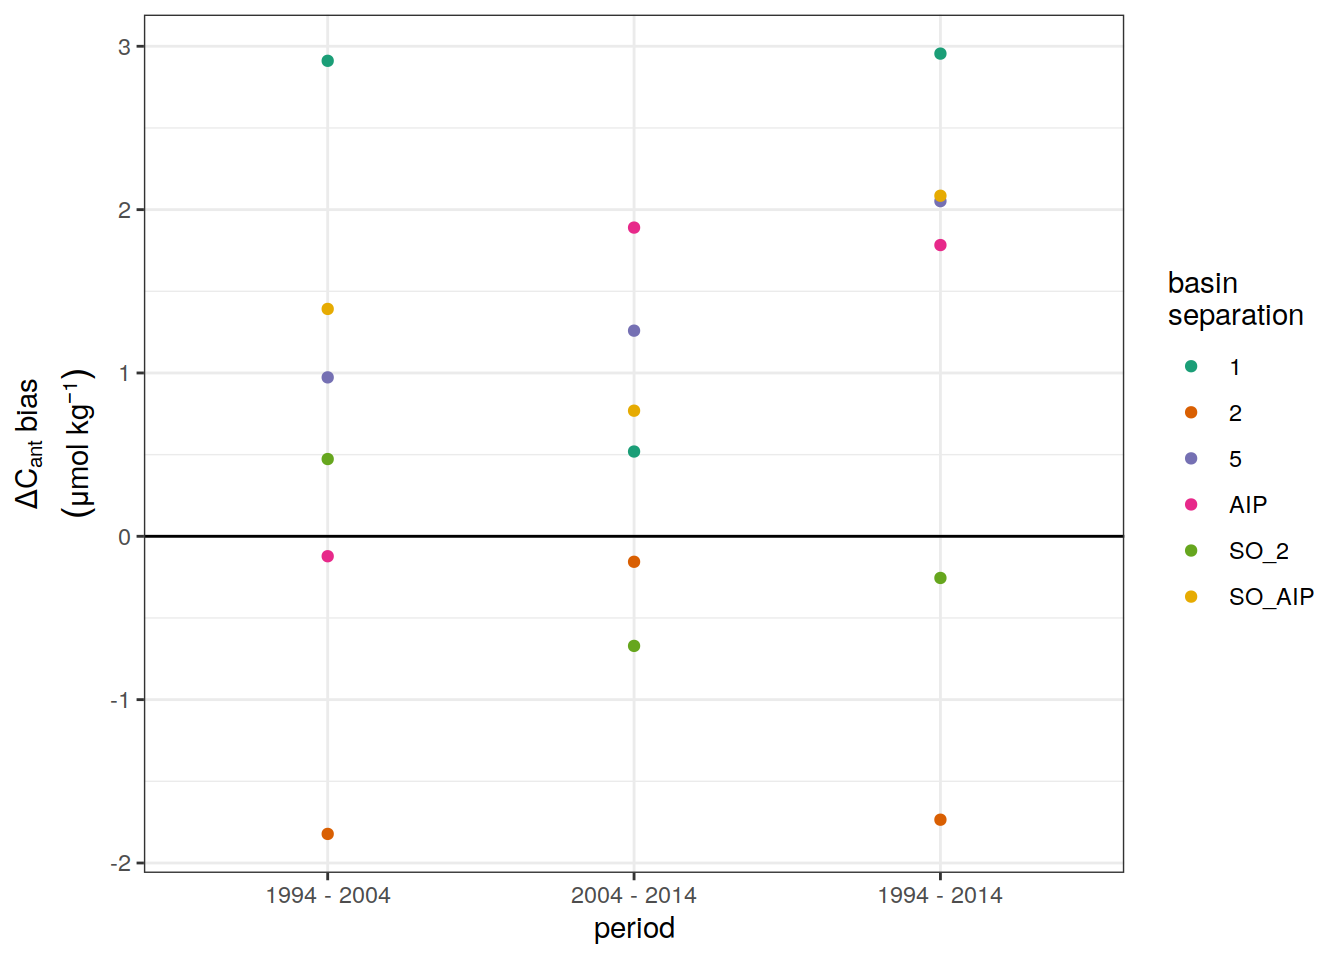 3
2
1
0
-1
-2
ΔCant bias
(μmol kg⁻¹)
1994 - 2004
2004 - 2014
1994 - 2014
period
basin
separation
1
2
5
AIP
SO_2
SO_AIP